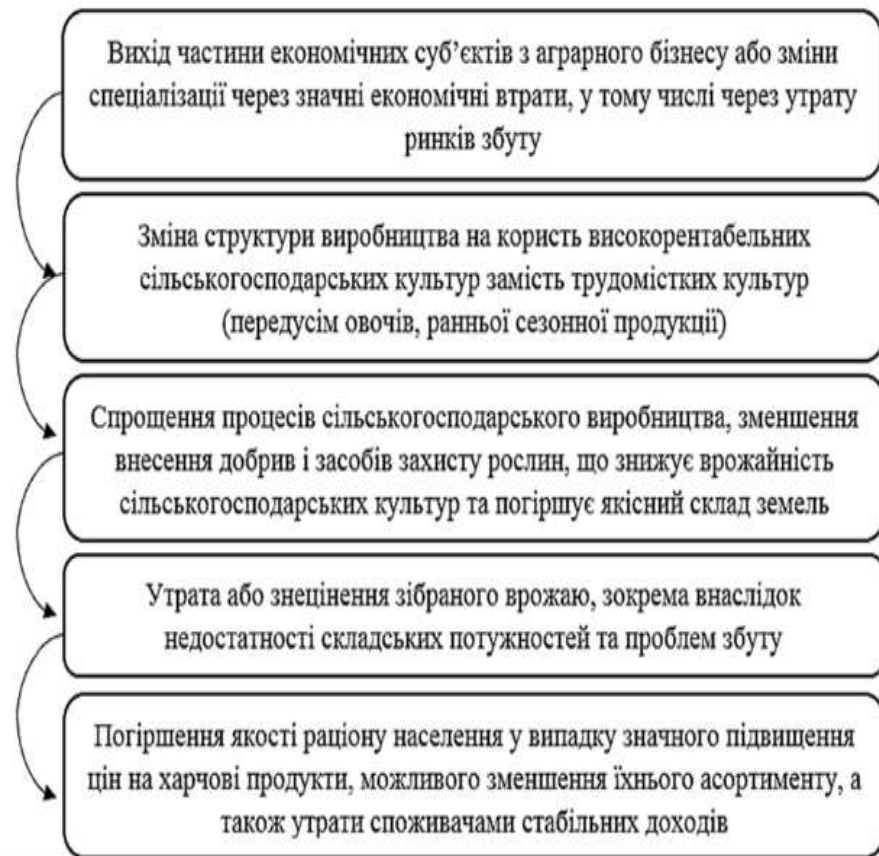 Вихід частини економічних суб’єктів з аграрного бізнесу або зміни
спеціалізації через значні економічні втрати, у тому числі через утрату
ринків збуту
Зміна структури виробництва на користь високорентабельних
сільськогосподарських культур замість трудомістких культур
(передусім овочів, ранньої сезонної продукції)
Спрощення процесів сільськогосподарського виробництва, зменшення
внесення добрив і засобів захисту рослин, що знижує врожайність
сільськогосподарських культур та погіршує якісний склад земель
Утрата або знецінення зібраного врожаю, зокрема внаслідок
недостатності складських потужностей та проблем збуту
Погіршення якості раціону населення у випадку значного підвищення
цін на харчові продукти, можливого зменшення їхнього асортименту, а
також утрати споживачами стабільних доходів